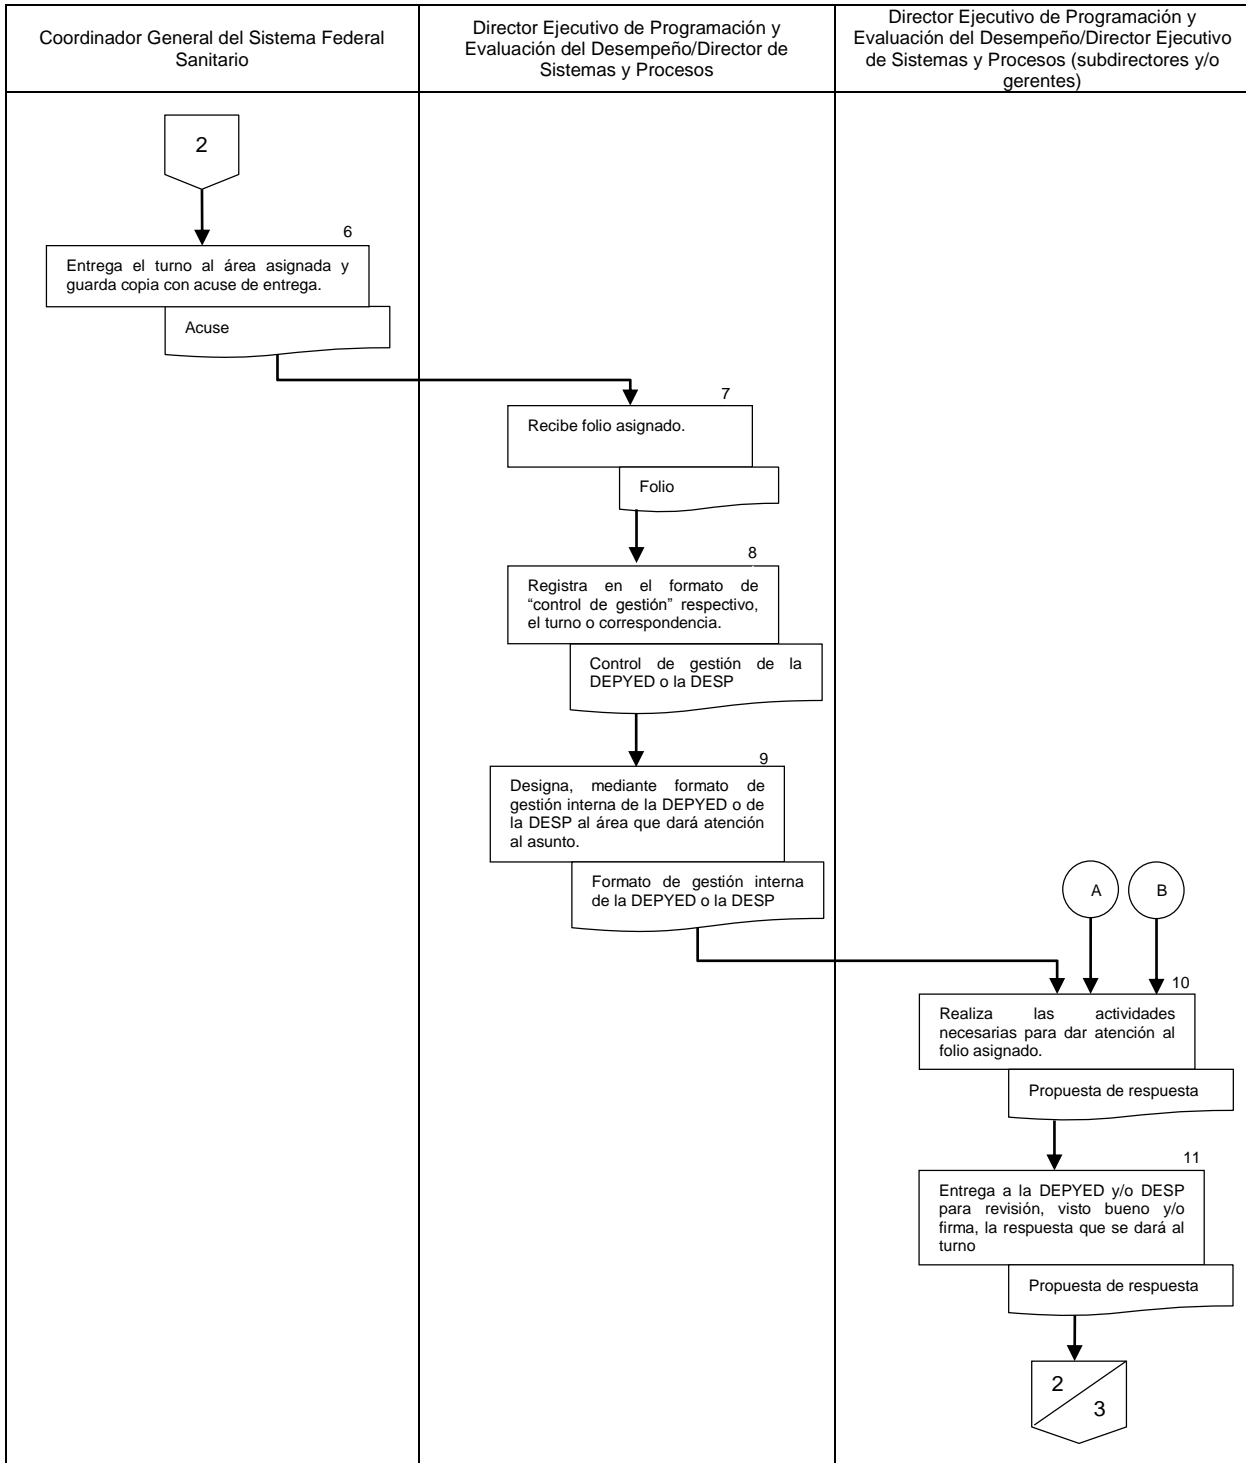 Coordinador General del Sistema Federal
Sanitario
Director Ejecutivo de Programación y
Evaluación del Desempeño/Director de
Sistemas y Procesos
Director Ejecutivo de Programación y
Evaluación del Desempeño/Director Ejecutivo
de Sistemas y Procesos (subdirectores y/o
gerentes)
2
6
Entrega el turno al área asignada y
guarda copia con acuse de entrega.
Acuse
7
Recibe folio asignado.
Folio
8
Registra en el formato de
“control de gestión” respectivo,
el turno o correspondencia.
Control de gestión de la
DEPYED o la DESP
9
Designa, mediante formato de
gestión interna de la DEPYED o de
la DESP al área que dará atención
al asunto.
Formato de gestión interna
de la DEPYED o la DESP
A
B
10
Realiza las actividades
necesarias para dar atención al
folio asignado.
Propuesta de respuesta
11
Entrega a la DEPYED y/o DESP
para revisión, visto bueno y/o
firma, la respuesta que se dará al
turno
Propuesta de respuesta
2
3